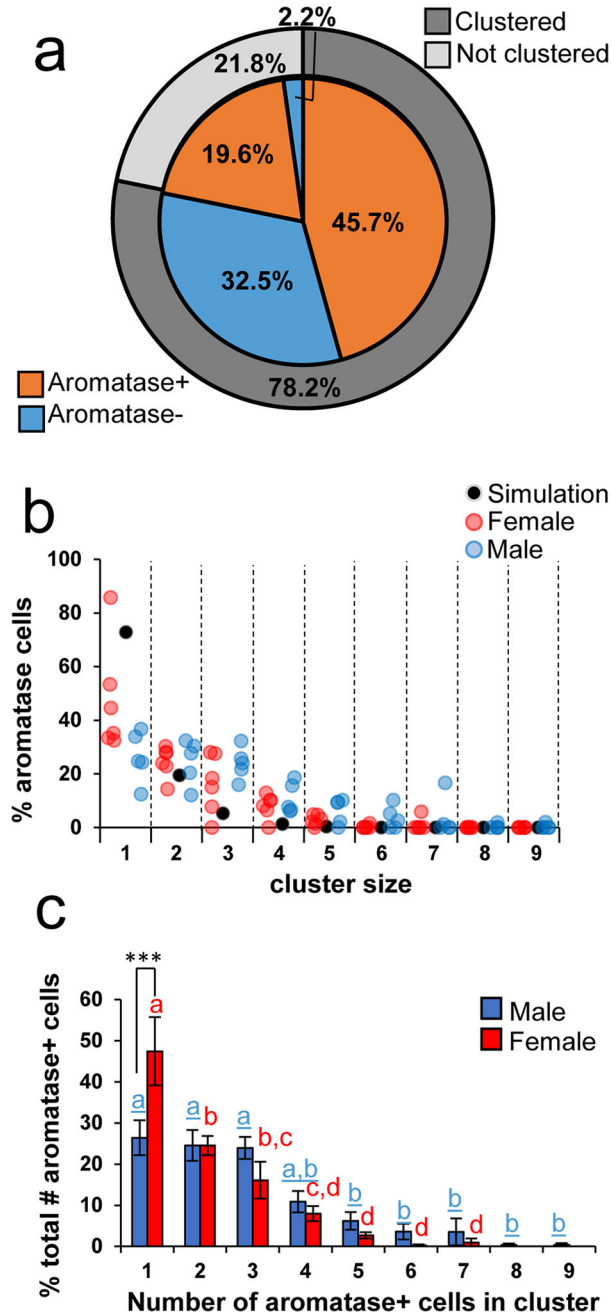 a
2.2%
Clustered
Not clustered
21.8%
19.6%
45.7%
32.5%
78.2%
Aromatase+
Aromatase-
b
Simulation
Female
Male
% aromatase cells
100
80
60
40
20
0
1 2 3 4 5 6 7 8 9
cluster size
c
% total # aromatase+ cells
***
60
50
40
30
20
10
0
Male
Female
a
a
a
b
a
b,c
a,b
c,d
b
d
b
d
b
d
b
b
1 2 3 4 5 6 7 8 9
Number of aromatase+ cells in cluster